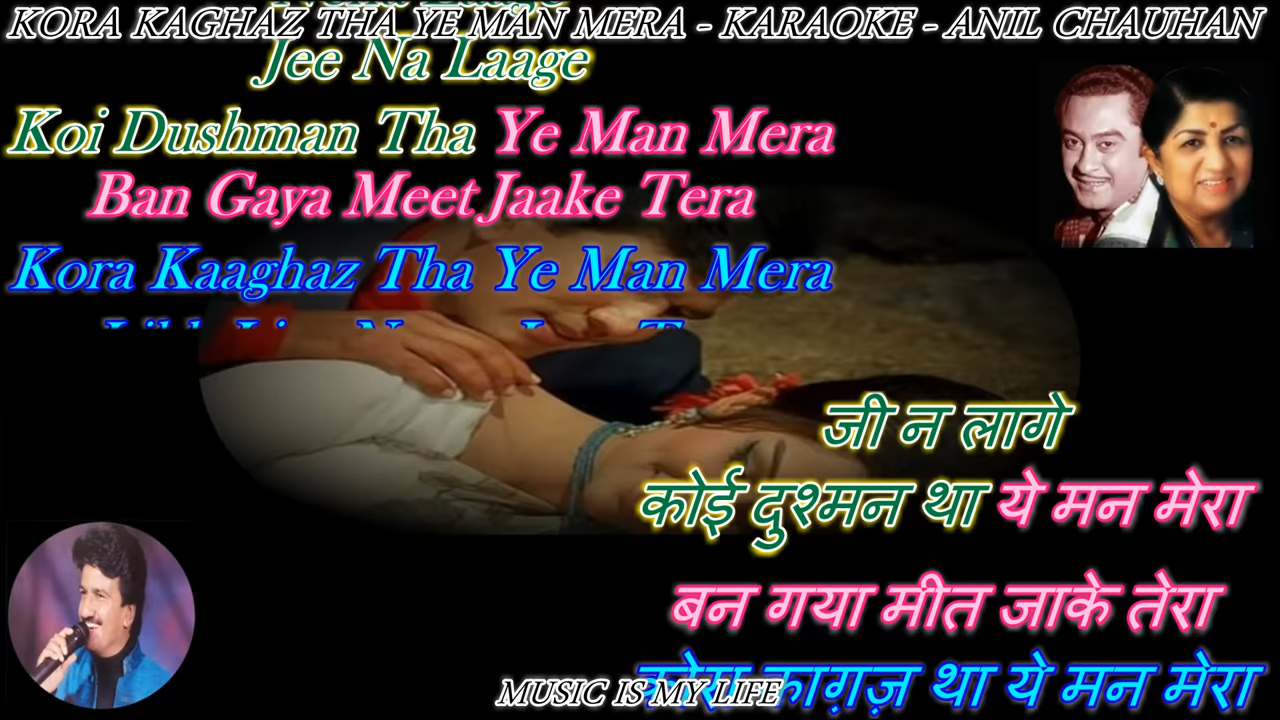 KORA KAGHAZ THA YE MAN MERA - KARAOKE - ANIL CHAUHAN
Jee Na Laage
Koi Dushman Tha Ye Man Mera
Ban Gaya Meet Jaake Tera
Kora Kaaghaz Tha Ye Man Mera
जी न लागे
कोई दुश्मन था ये मन मेरा
बन गया मीत जाके तेरा
कोरा काग़ज़ था ये मन मेरा
MUSIC IS MY LIFE